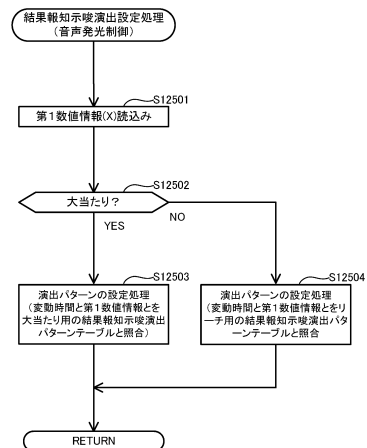 結果報知示唆演出設定処理
（音声発光制御）
S12501
第1数値情報(X)読込み
S12502
大当たり？
YES
NO
S12503
演出パターンの設定処理
（変動時間と第1数値情報とを
大当たり用の結果報知示唆演出
パターンテーブルと照合）
S12504
演出パターンの設定処理
（変動時間と第1数値情報とをリ
ーチ用の結果報知示唆演出パタ
ーンテーブルと照合
RETURN